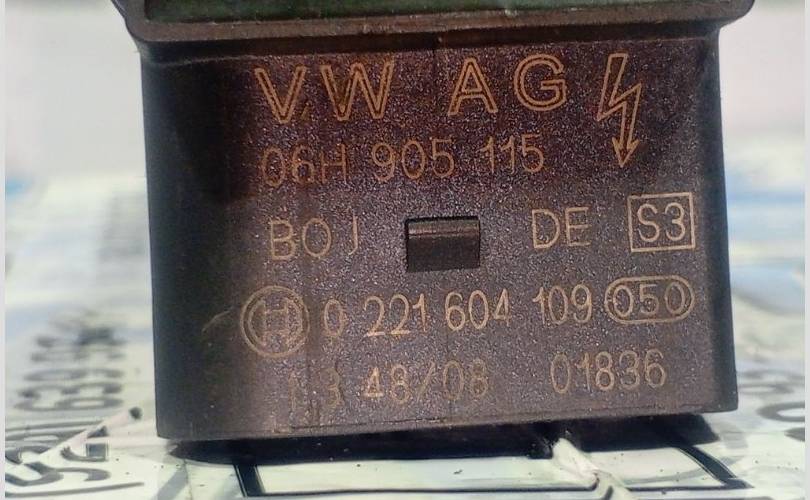 VW AG
06H 905 115
BOJ DE S3
H 0 221 604 109 050
48/08 01836